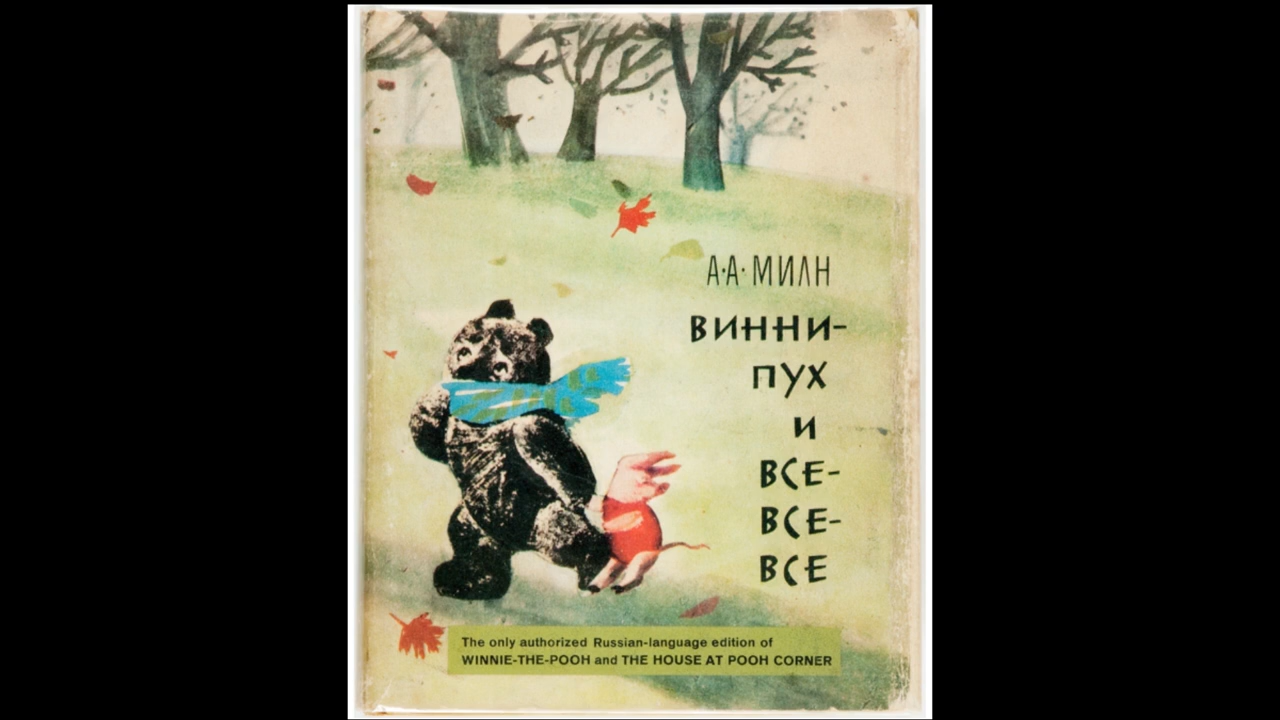 А·А·МИЛН
ВИННИ-
ПУХ
И
ВСЕ-
ВСЕ-
ВСЕ
The only authorized Russian-language edition of
WINNIE-THE-POOH and THE HOUSE AT POOH CORNER